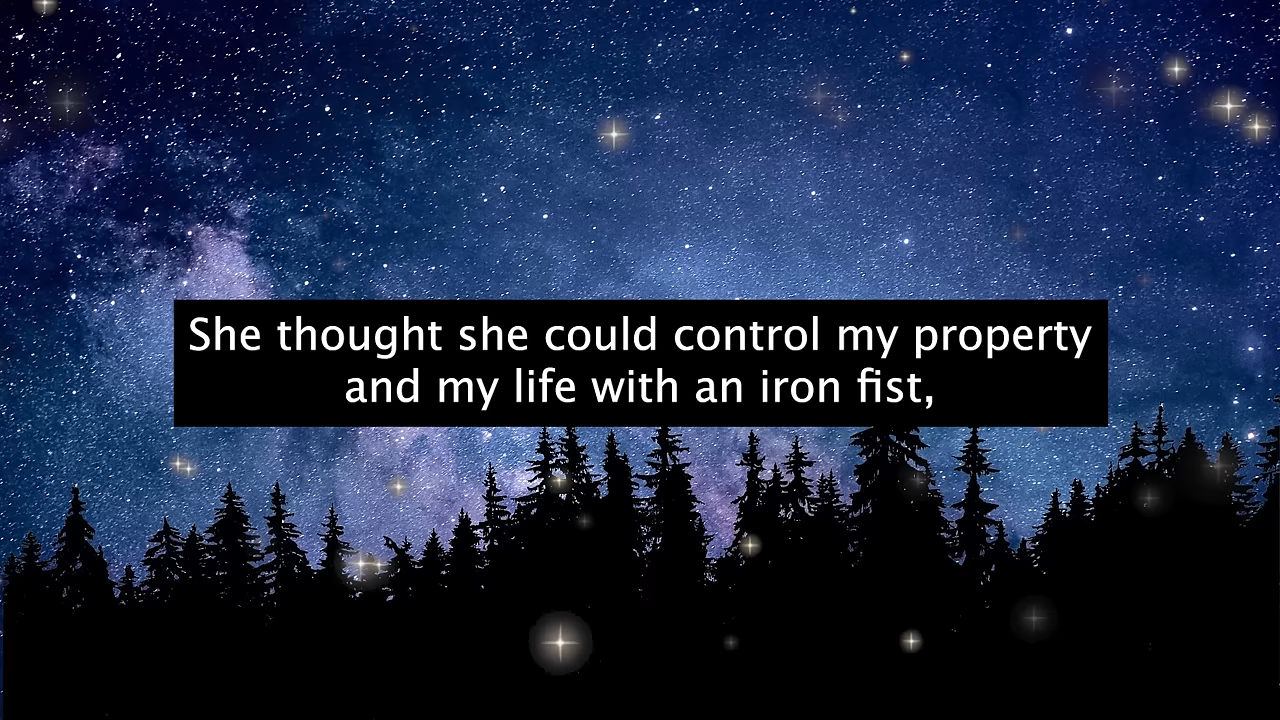 She thought she could control my property
and my life with an iron fist,